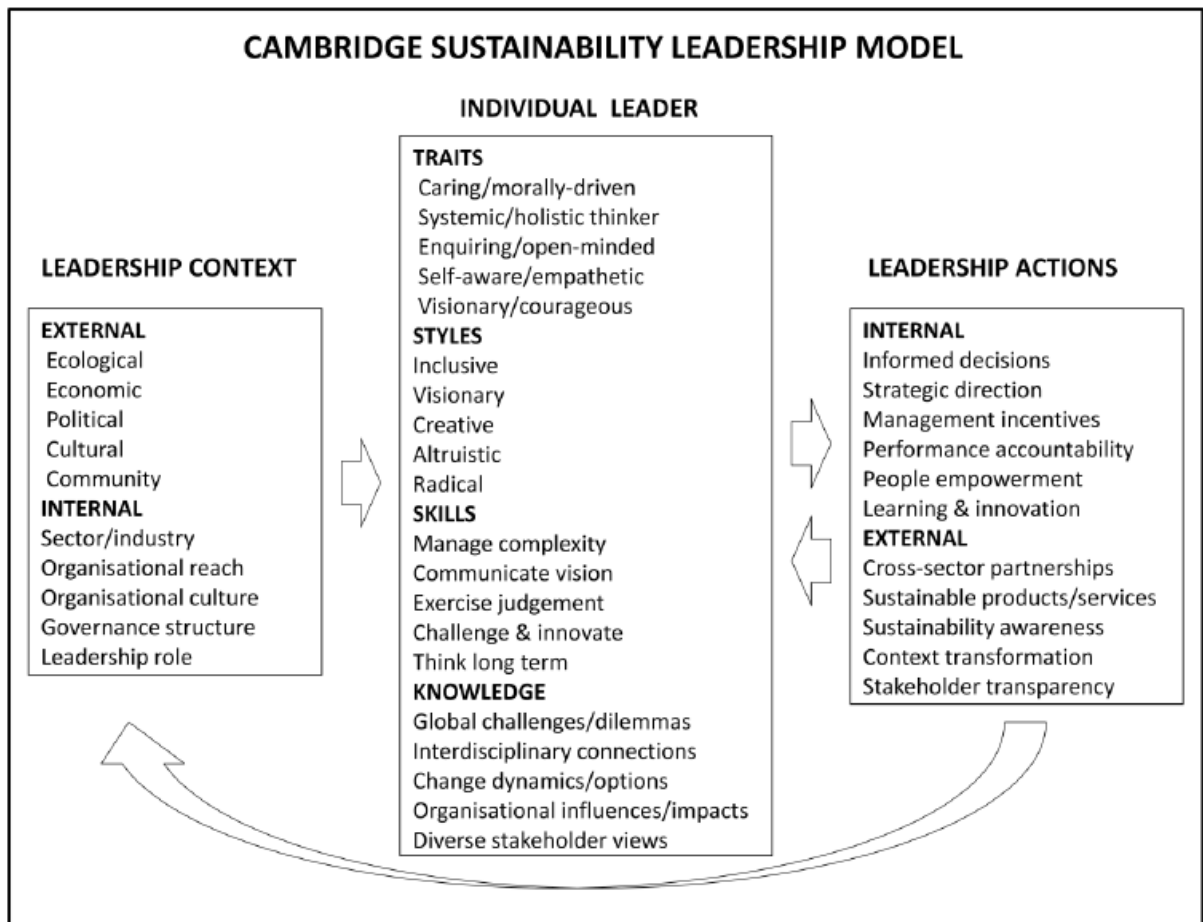 CAMBRIDGE SUSTAINABILITY LEADERSHIP MODEL
LEADERSHIP CONTEXT
EXTERNAL
Ecological
Economic
Political
Cultural
Community
INTERNAL
Sector/industry
Organisational reach
Organisational culture
Governance structure
Leadership role
INDIVIDUAL LEADER
TRAITS
Caring/morally-driven
Systemic/holistic thinker
Enquiring/open-minded
Self-aware/empathetic
Visionary/courageous
STYLES
Inclusive
Visionary
Creative
Altruistic
Radical
SKILLS
Manage complexity
Communicate vision
Exercise judgement
Challenge & innovate
Think long term
KNOWLEDGE
Global challenges/dilemmas
Interdisciplinary connections
Change dynamics/options
Organisational influences/impacts
Diverse stakeholder views
LEADERSHIP ACTIONS
INTERNAL
Informed decisions
Strategic direction
Management incentives
Performance accountability
People empowerment
Learning & innovation
EXTERNAL
Cross-sector partnerships
Sustainable products/services
Sustainability awareness
Context transformation
Stakeholder transparency